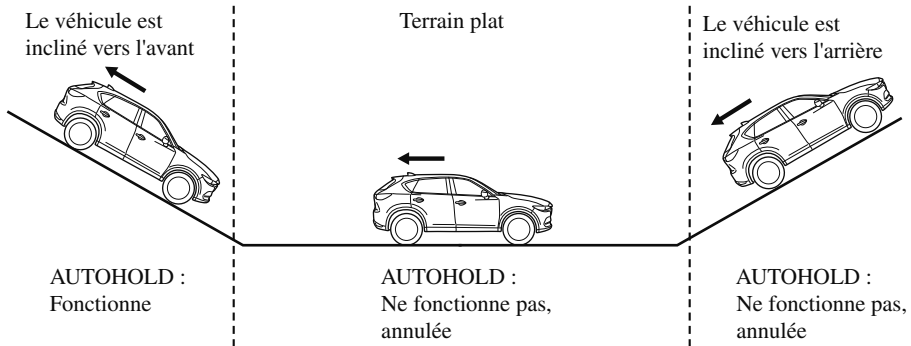 Le véhicule est
incliné vers l'avant
Terrain plat
Le véhicule est
incliné vers l'arrière
AUTOHOLD :
Fonctionne
AUTOHOLD :
Ne fonctionne pas,
annulée
AUTOHOLD :
Ne fonctionne pas,
annulée